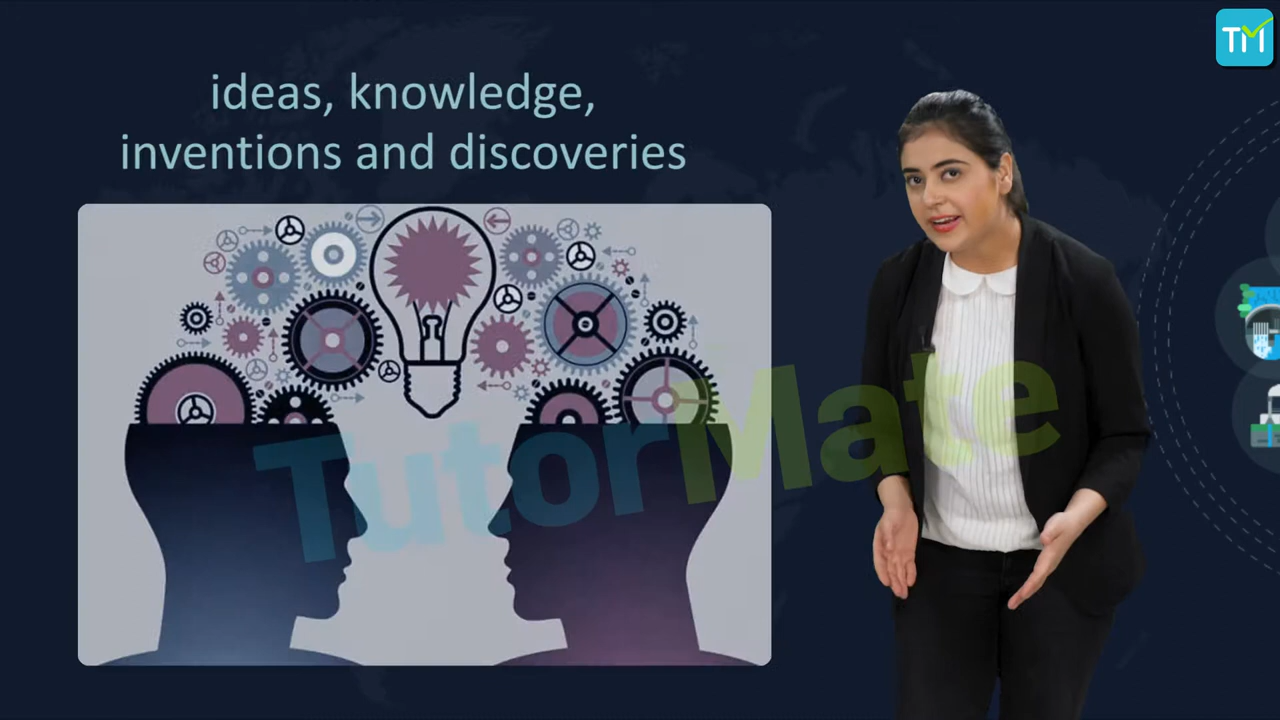 TM
ideas, knowledge,
inventions and discoveries
TutorMate